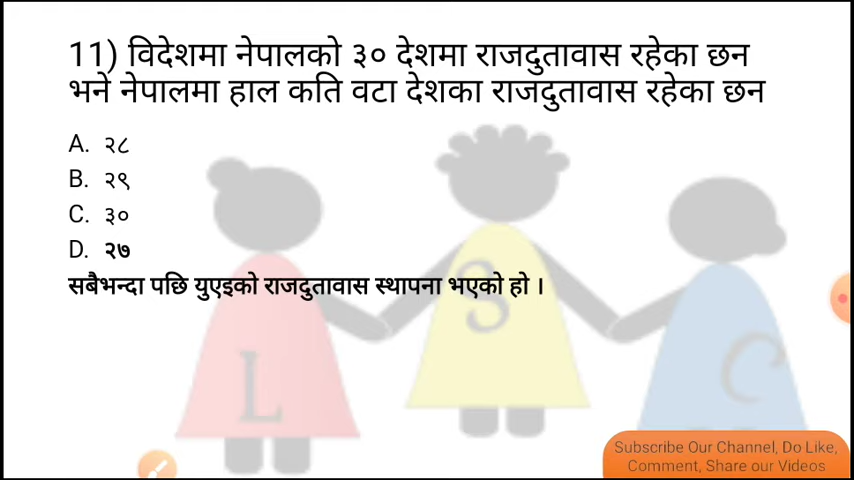 11) विदेशमा नेपालको ३० देशमा राजदुतावास रहेका छन
भने नेपालमा हाल कति वटा देशका राजदुतावास रहेका छन
A. २८
B. २९
C. ३०
D. २७
सबैभन्दा पछि युएइको राजदुतावास स्थापना भएको हो ।
L S C
Subscribe Our Channel, Do Like,
Comment, Share our Videos